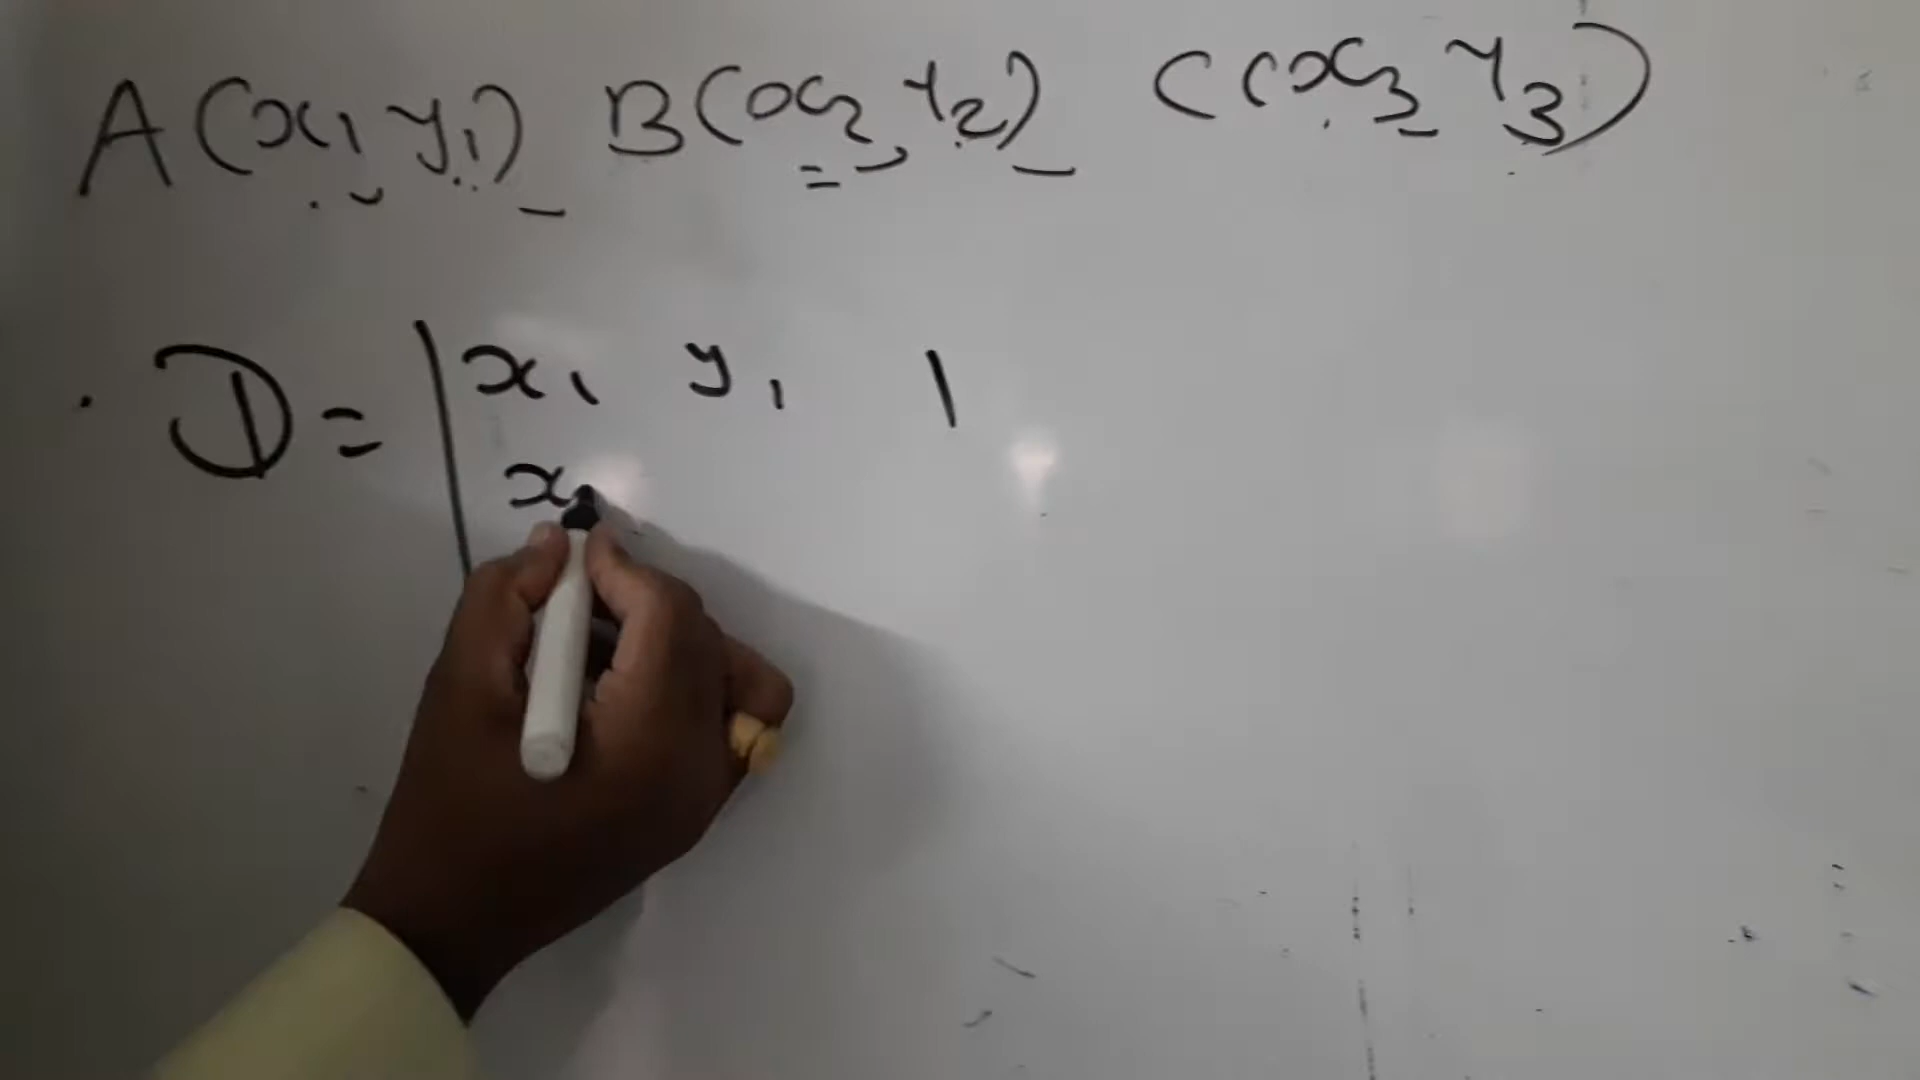 A(x₁, y₁) B(x₂, y₂) C(x₃ y₃)
D = | x₁ y₁ 1
x